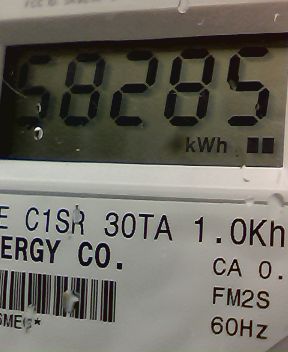 58285
kWh
E C1SR 30TA 1.0Kh
ERGY CO.
CA 0.
FM2S
60Hz